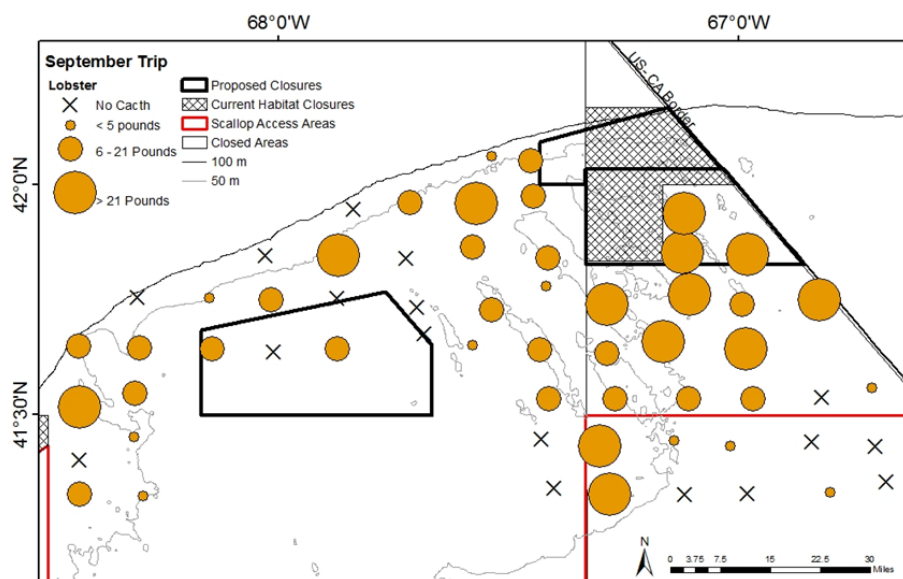 68°0'W
67°0'W
September Trip
Lobster
No Cacth
< 5 pounds
6 - 21 Pounds
> 21 Pounds
Proposed Closures
Current Habitat Closures
Scallop Access Areas
Closed Areas
100 m
50 m
US- CA Border
42°0'N
41°30'N
N
0 3.75 7.5 15 22.5 30
Miles